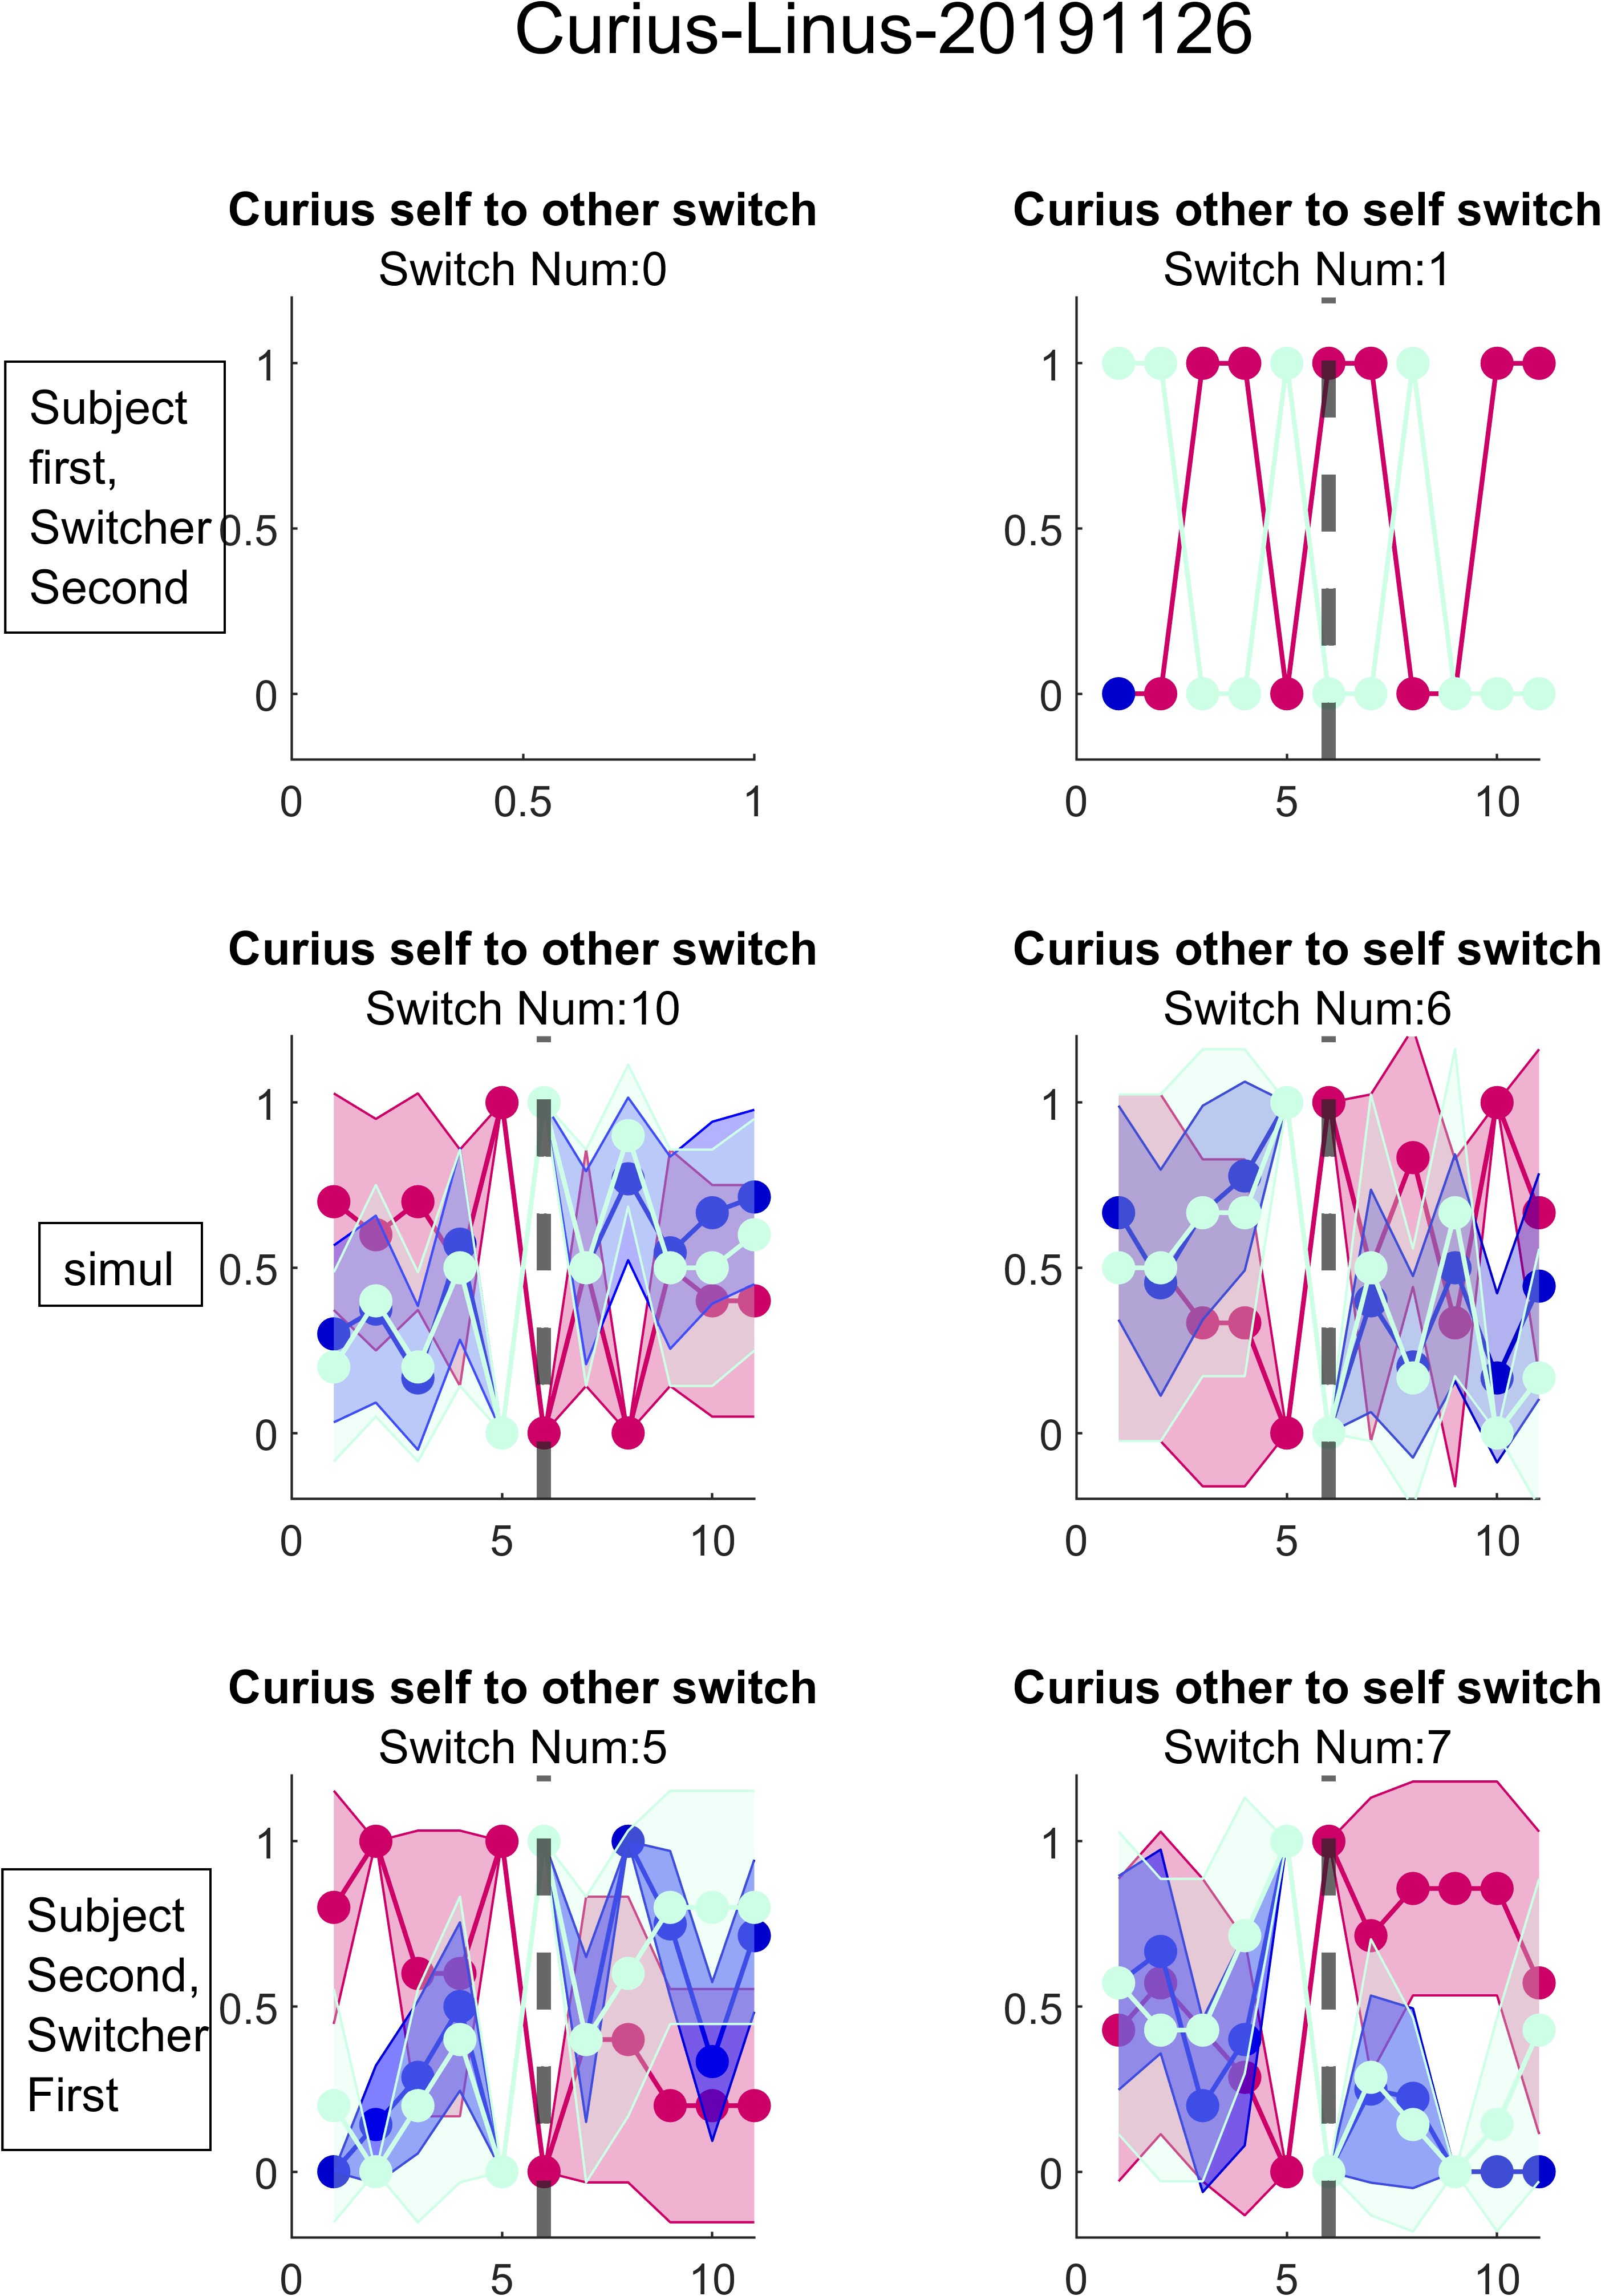 Curius-Linus-20191126
Curius self to other switch
Switch Num:0
Curius other to self switch
Switch Num:1
Subject
first,
Switcher
Second
1
0.5
0
0 0.5 1
1
0.5
0
0 5 10
Curius self to other switch
Switch Num:10
Curius other to self switch
Switch Num:6
simul
1
0.5
0
0 5 10
1
0.5
0
0 5 10
Curius self to other switch
Switch Num:5
Curius other to self switch
Switch Num:7
Subject
Second,
Switcher
First
1
0.5
0
0 5 10
1
0.5
0
0 5 10